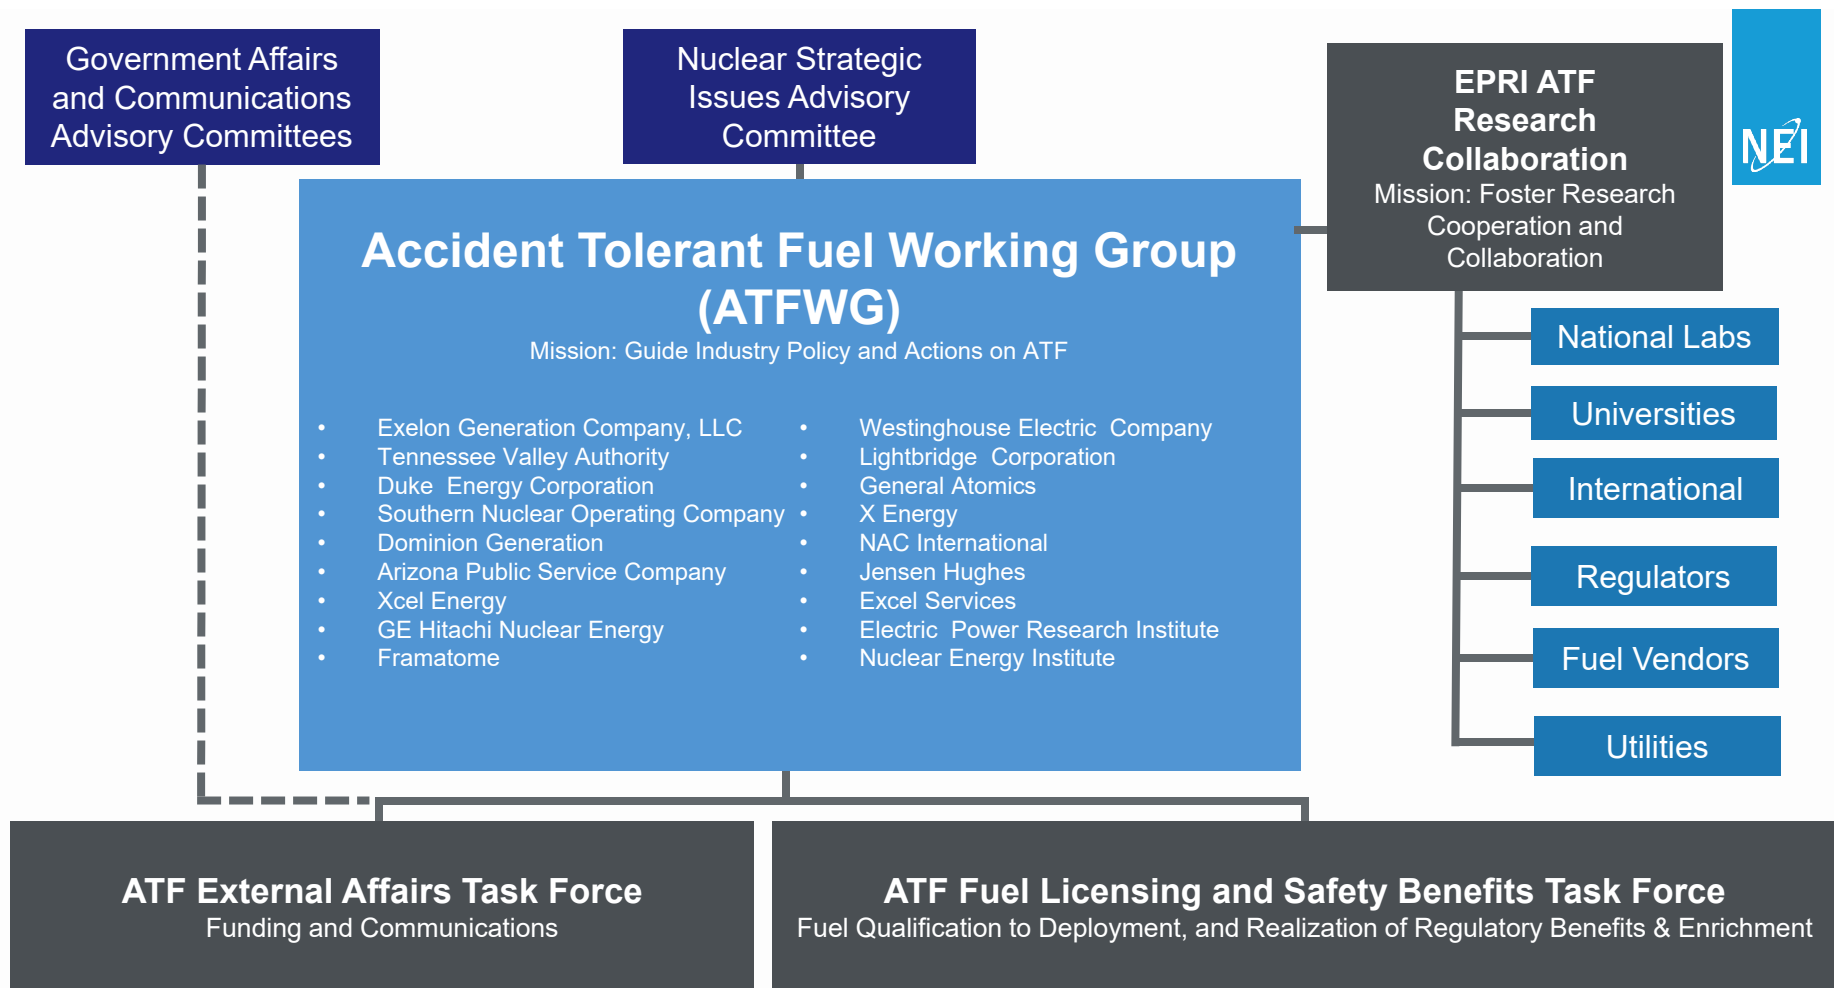 Government Affairs
and Communications
Advisory Committees
Nuclear Strategic
Issues Advisory
Committee
EPRI ATF
Research
Collaboration
Mission: Foster Research
Cooperation and
Collaboration
NEI
Accident Tolerant Fuel Working Group
(ATFWG)
Mission: Guide Industry Policy and Actions on ATF
• Exelon Generation Company, LLC
• Tennessee Valley Authority
• Duke Energy Corporation
• Southern Nuclear Operating Company
• Dominion Generation
• Arizona Public Service Company
• Xcel Energy
• GE Hitachi Nuclear Energy
• Framatome
• Westinghouse Electric Company
• Lightbridge Corporation
• General Atomics
• X Energy
• NAC International
• Jensen Hughes
• Excel Services
• Electric Power Research Institute
• Nuclear Energy Institute
National Labs
Universities
International
Regulators
Fuel Vendors
Utilities
ATF External Affairs Task Force
Funding and Communications
ATF Fuel Licensing and Safety Benefits Task Force
Fuel Qualification to Deployment, and Realization of Regulatory Benefits & Enrichment